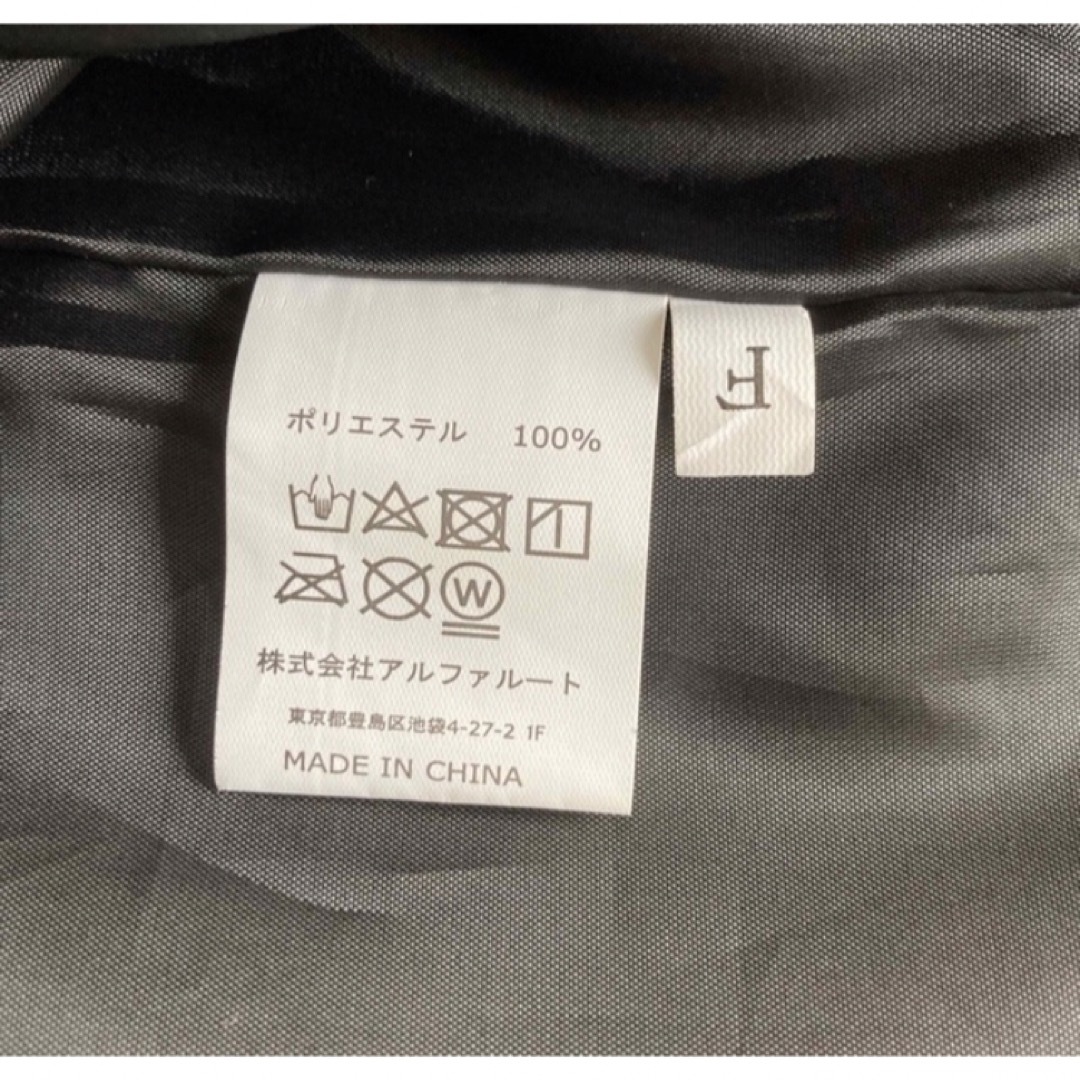 ポリエステル 100%
W
株式会社アルファルート
東京都豊島区池袋4-27-2 1F
MADE IN CHINA
F